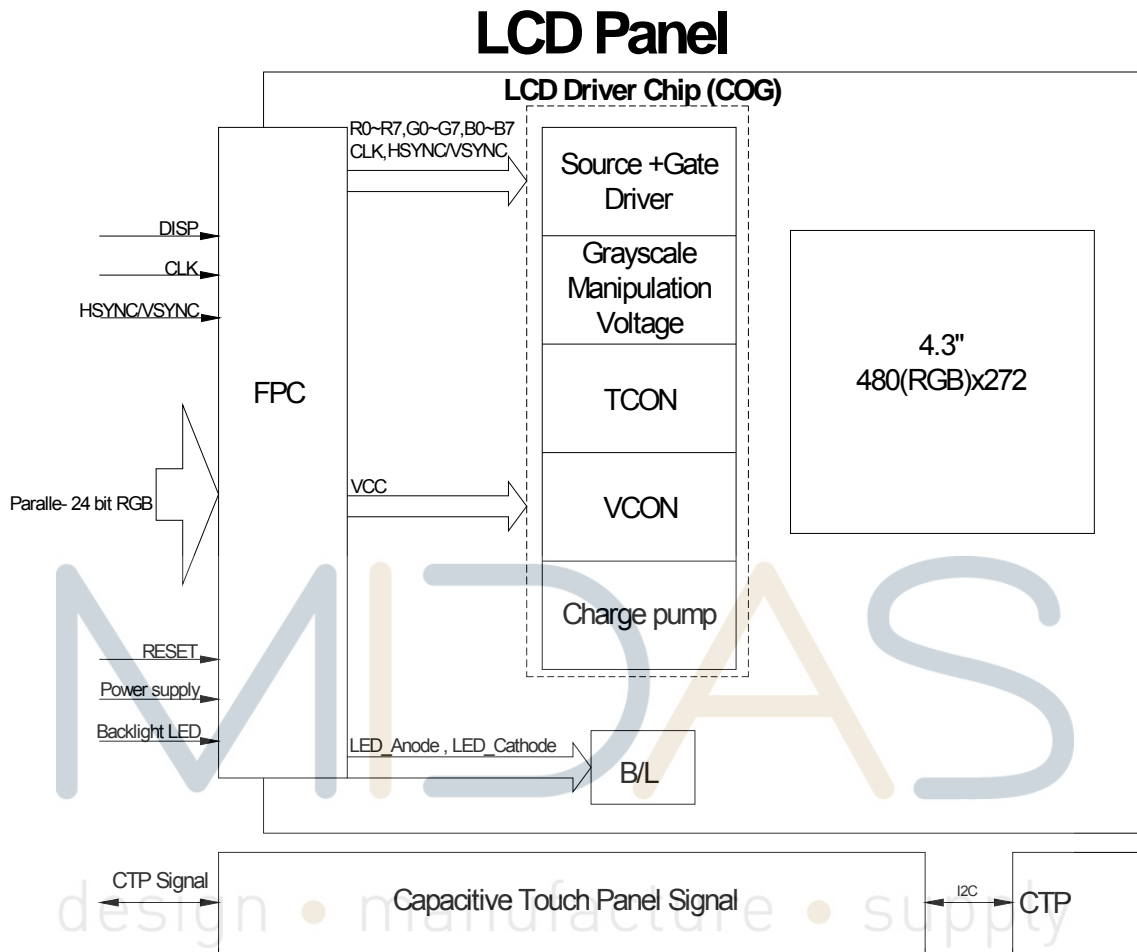 LCD Panel
LCD Driver Chip (COG)
R0~R7,G0~G7,B0~B7
CLK,HSYNC/VSYNC
Source +Gate
Driver
DISP
CLK
HSYNC/VSYNC
Grayscale
Manipulation
Voltage
4.3"
480(RGB)x272
FPC
TCON
Paralle- 24 bit RGB
VCC
VCON
MIDAS
Charge pump
RESET
Power supply
Backlight LED
LED_Anode , LED_Cathode
B/L
CTP Signal
Capacitive Touch Panel Signal
I2C
CTP
design • manufacture • supply